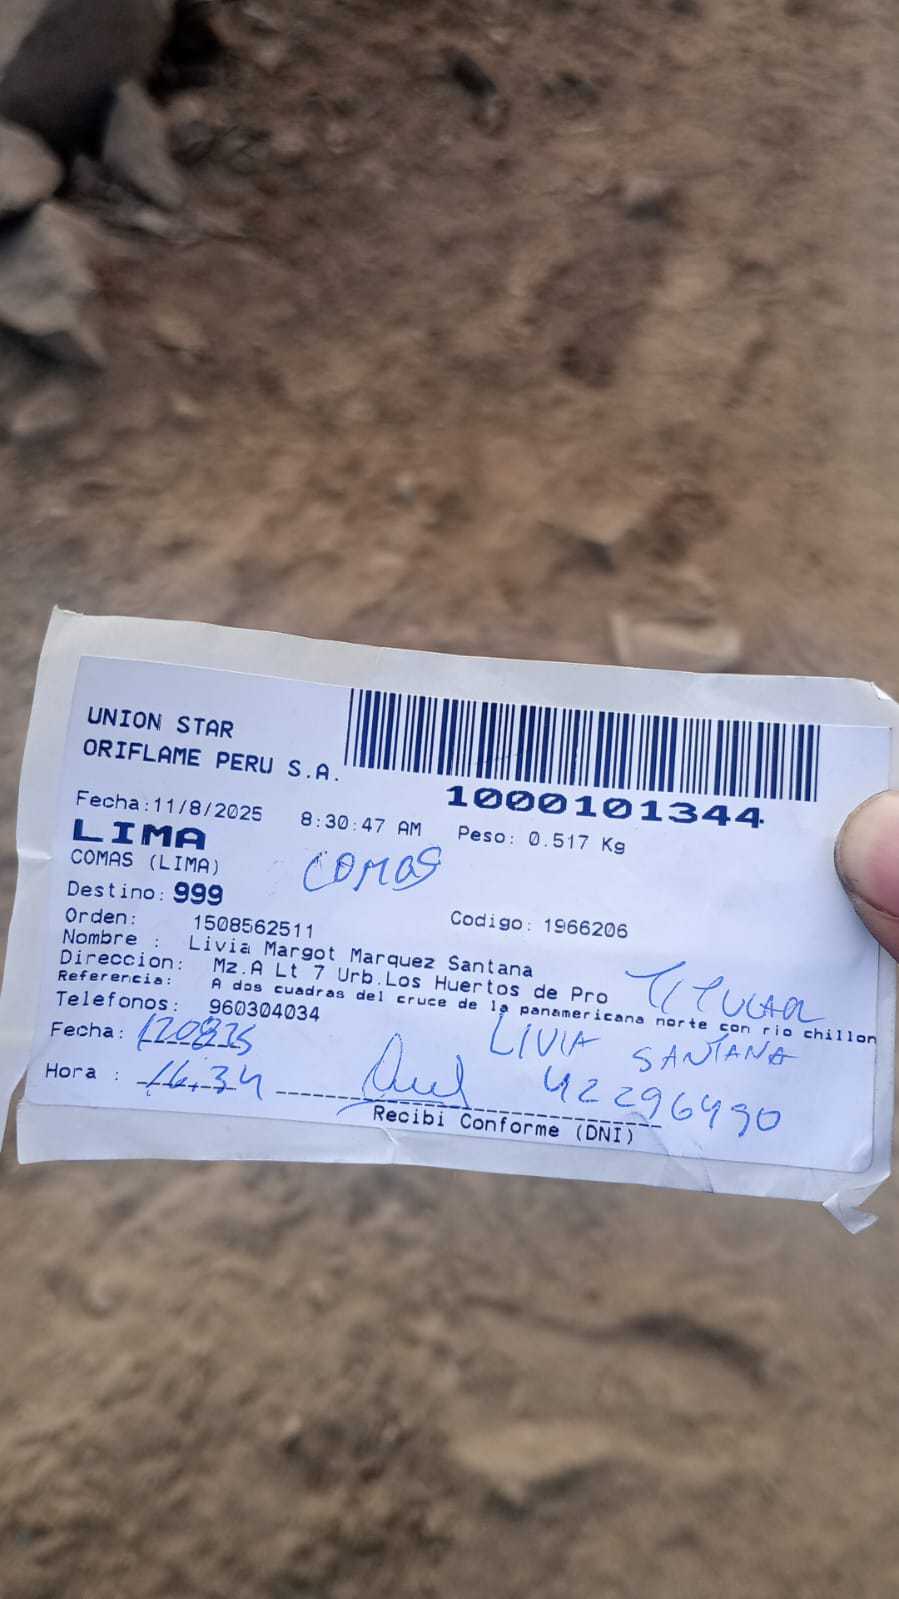 UNION STAR
ORIFLAME PERU S.A.
1000101344
Fecha:11/8/2025 8:30:47 AM Peso: 0.517 Kg
LIMA
COMAS (LIMA) COMAS
Destino: 999
Orden: 1508562511 Codigo: 1966206
Nombre : Livia Margot Marquez Santana
Direccion: Mz.A Lt 7 Urb.Los Huertos de Pro TITULAR
Referencia: A dos cuadras del cruce de la panamericana norte con rio chillon
Telefonos: 960304034 LIVIA SANTANA
Fecha: 120825
Hora : 16.34 42296490
Recibi Conforme (DNI)